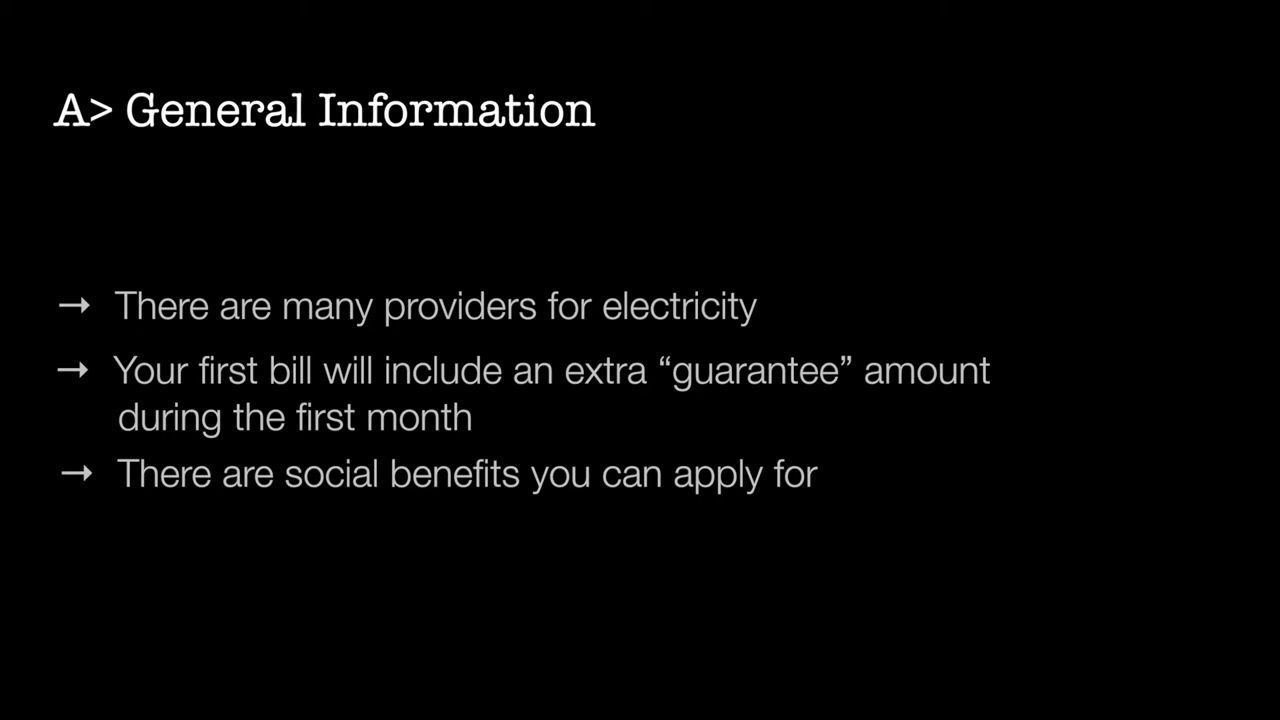 A> General Information
→ There are many providers for electricity
→ Your first bill will include an extra “guarantee” amount
during the first month
→ There are social benefits you can apply for